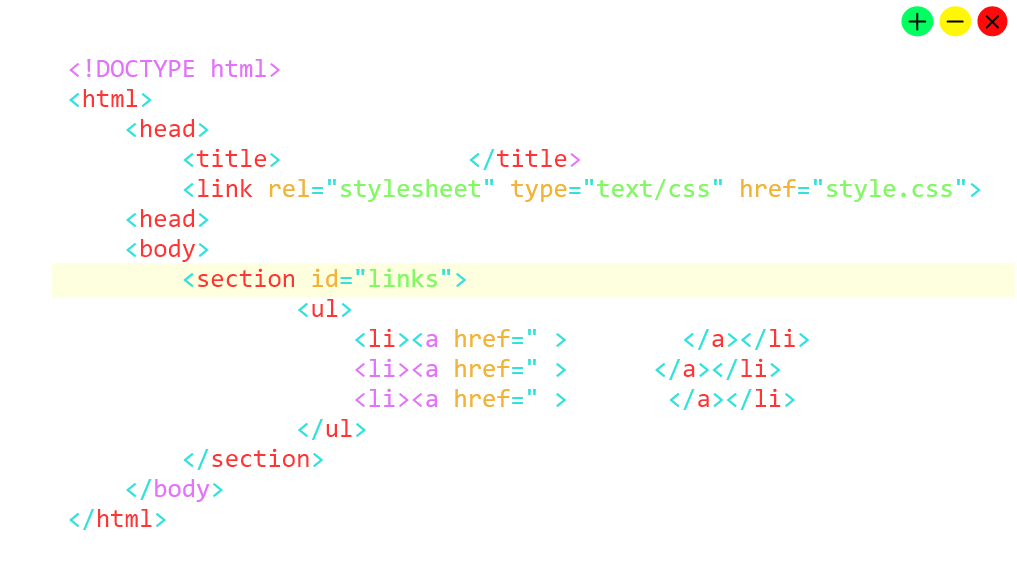 <!DOCTYPE html>
<html>
<head>
<title> </title>
<link rel="stylesheet" type="text/css" href="style.css">
<head>
<body>
<section id="links">
<ul>
<li><a href=" > </a></li>
<li><a href=" > </a></li>
<li><a href=" > </a></li>
</ul>
</section>
</body>
</html>